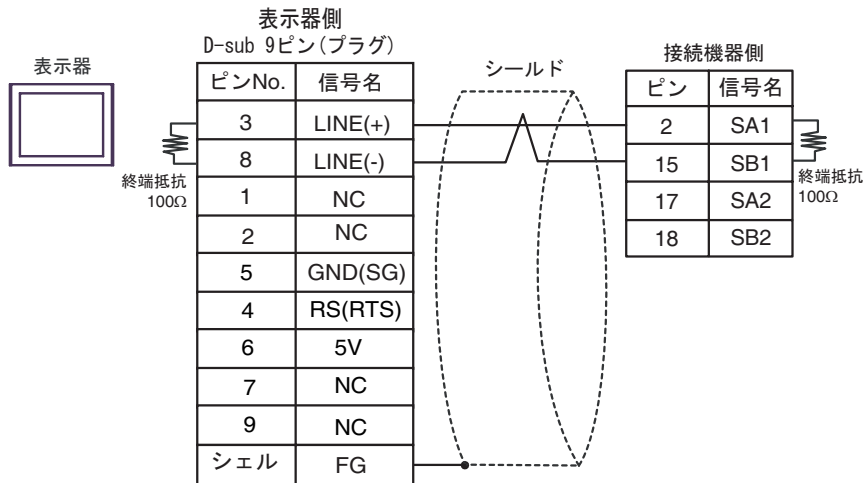 表示器側
D-sub 9ピン(プラグ)
表示器
ピンNo. 信号名
3 LINE(+)
8 LINE(-)
1 NC
2 NC
5 GND(SG)
4 RS(RTS)
6 5V
7 NC
9 NC
シェル FG
終端抵抗
100Ω
シールド
接続機器側
ピン 信号名
2 SA1
15 SB1
17 SA2
18 SB2
終端抵抗
100Ω